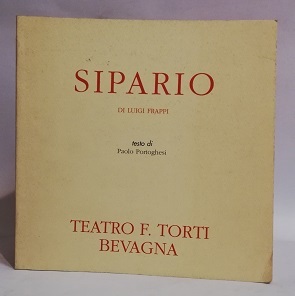 SIPARIO
DI LUIGI FRAPPI
testo di
Paolo Portoghesi
TEATRO F. TORTI
BEVAGNA